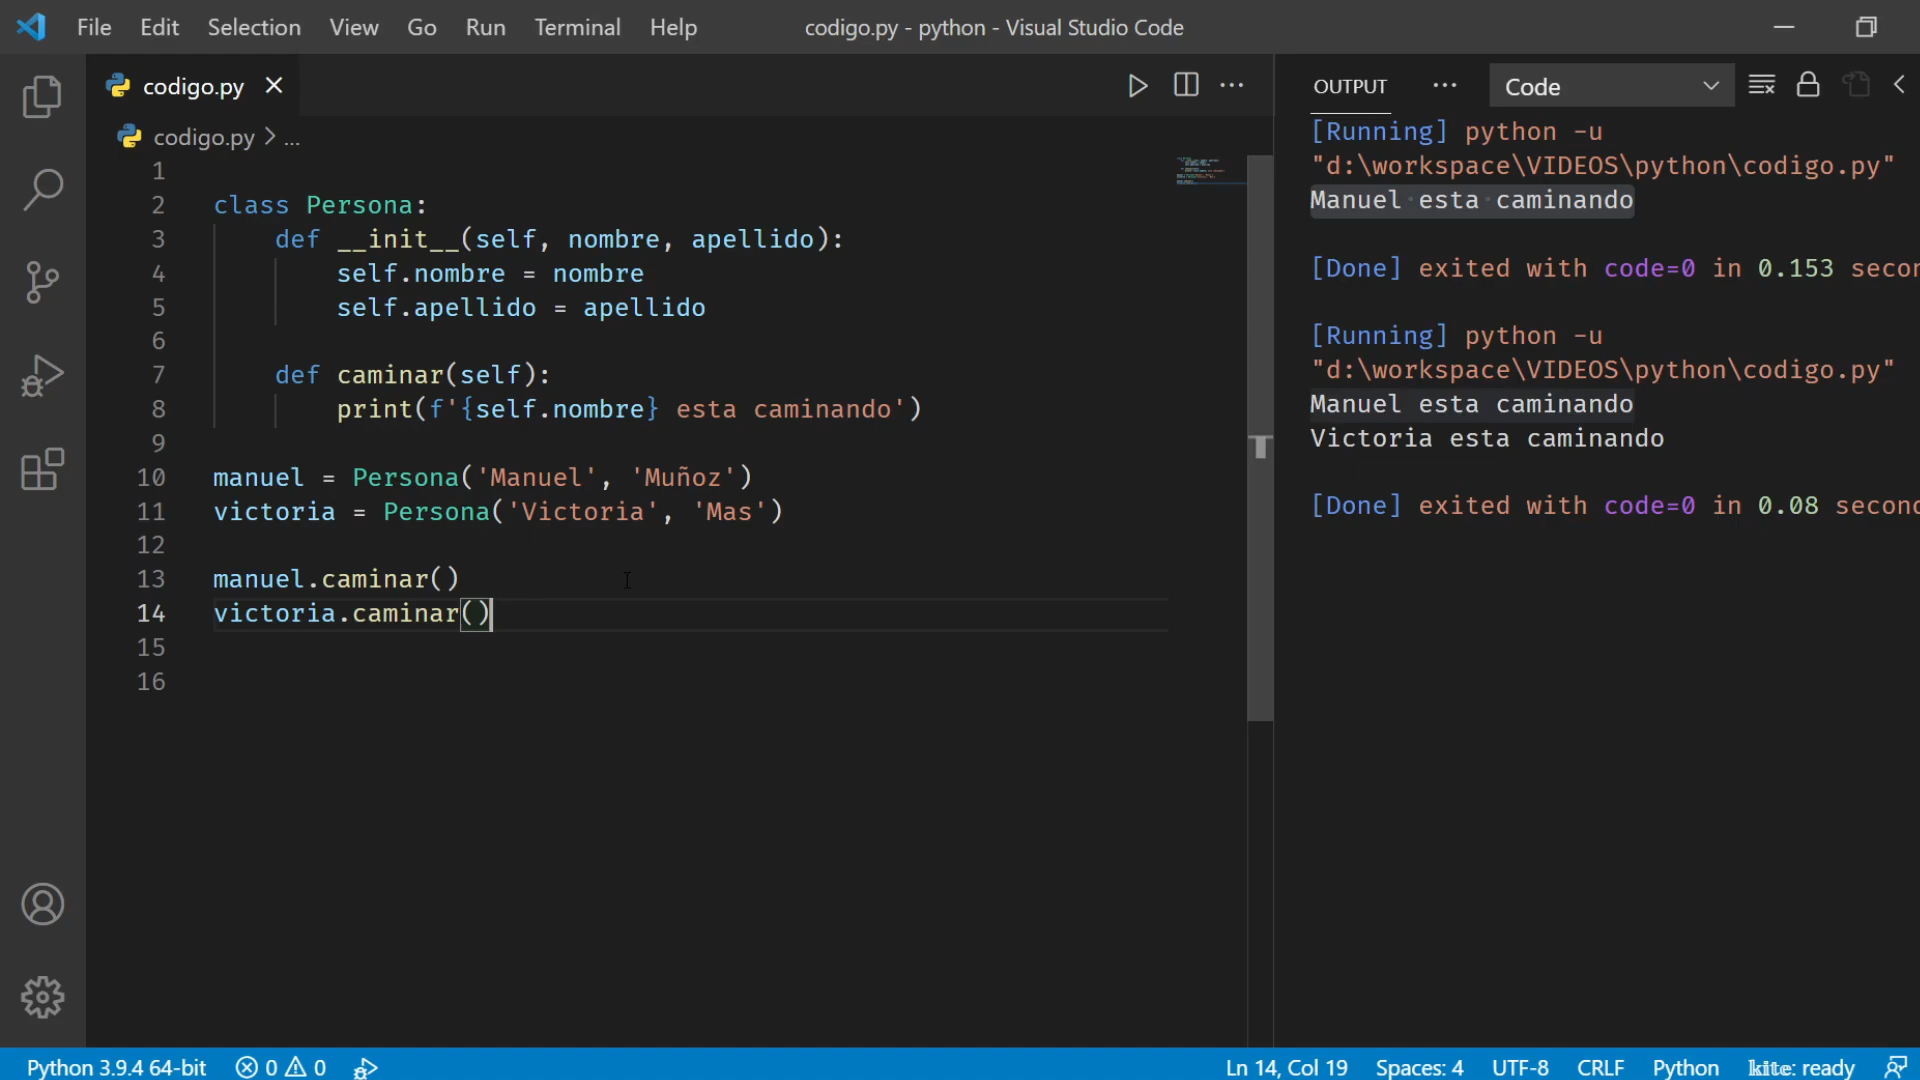 File Edit Selection View Go Run Terminal Help codigo.py - python - Visual Studio Code
codigo.py
codigo.py > ...
1
2 class Persona:
3     def __init__(self, nombre, apellido):
4         self.nombre = nombre
5         self.apellido = apellido
6
7     def caminar(self):
8         print(f'{self.nombre} esta caminando')
9
10 manuel = Persona('Manuel', 'Muñoz')
11 victoria = Persona('Victoria', 'Mas')
12
13 manuel.caminar()
14 victoria.caminar()
15
16
OUTPUT ... Code
[Running] python -u
"d:\workspace\VIDEOS\python\codigo.py"
Manuel esta caminando
[Done] exited with code=0 in 0.153 secon
[Running] python -u
"d:\workspace\VIDEOS\python\codigo.py"
Manuel esta caminando
Victoria esta caminando
[Done] exited with code=0 in 0.08 second
Python 3.9.4 64-bit 0 0 Ln 14, Col 19 Spaces: 4 UTF-8 CRLF Python kite: ready